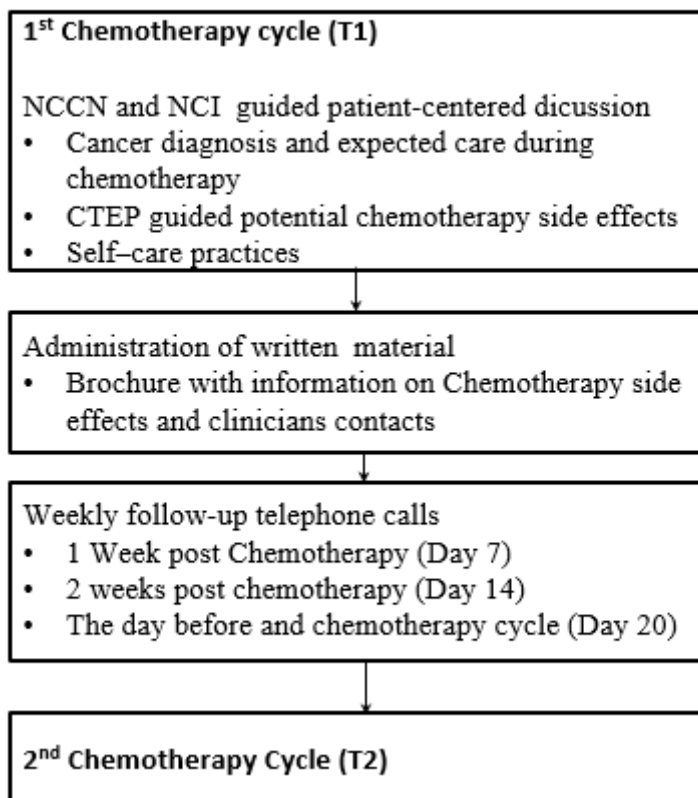 1st Chemotherapy cycle (T1)
NCCN and NCI guided patient-centered dicussion
• Cancer diagnosis and expected care during
chemotherapy
• CTEP guided potential chemotherapy side effects
• Self–care practices
Administration of written material
• Brochure with information on Chemotherapy side
effects and clinicians contacts
Weekly follow-up telephone calls
• 1 Week post Chemotherapy (Day 7)
• 2 weeks post chemotherapy (Day 14)
• The day before and chemotherapy cycle (Day 20)
2nd Chemotherapy Cycle (T2)